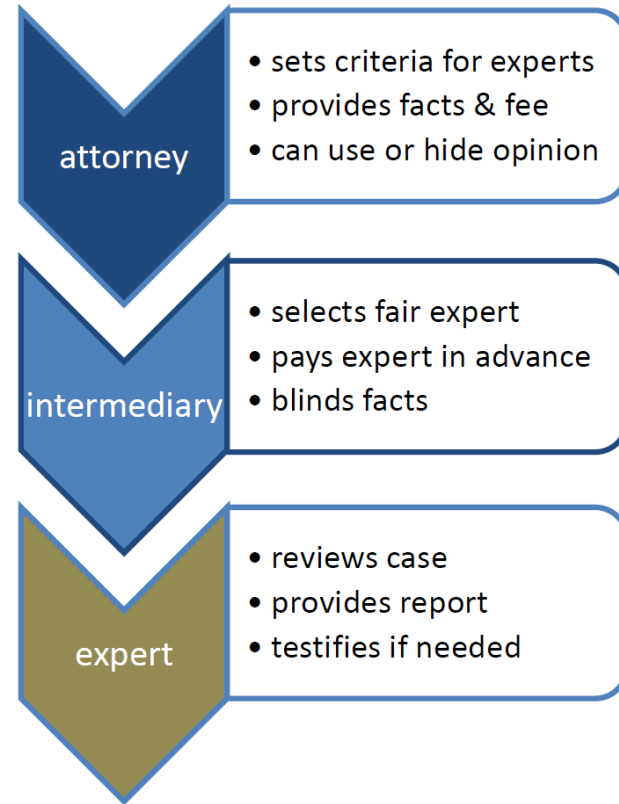 attorney
• sets criteria for experts
• provides facts & fee
• can use or hide opinion
intermediary
• selects fair expert
• pays expert in advance
• blinds facts
expert
• reviews case
• provides report
• testifies if needed